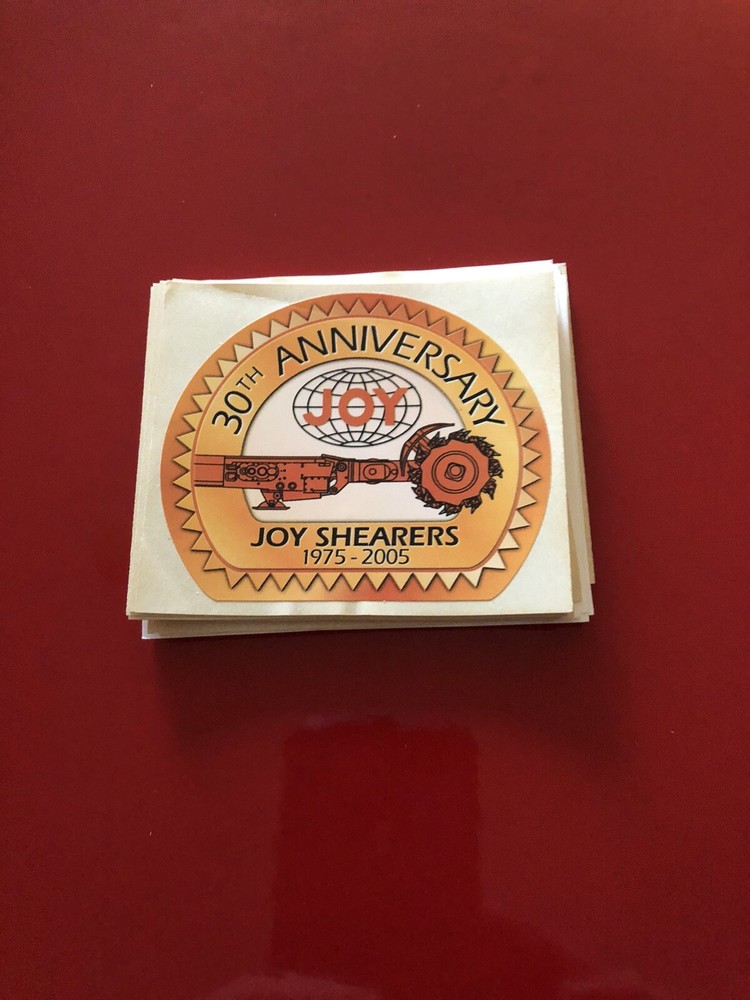 30TH ANNIVERSARY
JOY
JOY SHEARERS
1975 - 2005